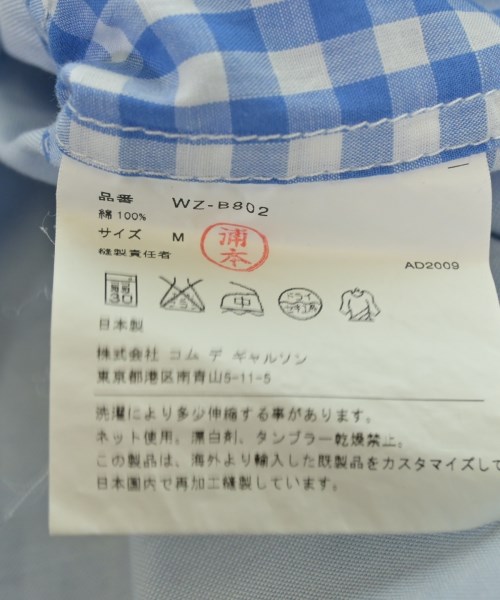 品番 WZ-B802
綿 100%
サイズ M
縫製責任者
浦本
AD2009
30
中
ドライ
日本製
株式会社 コム デ ギャルソン
東京都港区南青山5-11-5
洗濯により多少伸縮する事があります。
ネット使用。漂白剤、タンブラー乾燥禁止。
この製品は、海外より輸入した既製品をカスタマイズして
日本国内で再加工縫製しています。